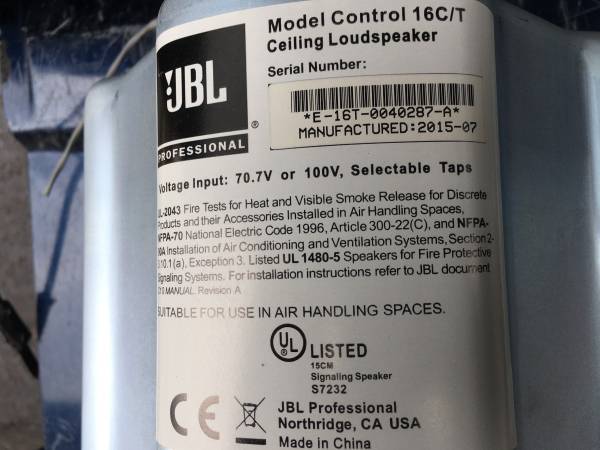 Model Control 16C/T
Ceiling Loudspeaker
Serial Number:
JBL
PROFESSIONAL
®
*E-16T-0040287-A*
MANUFACTURED:2015-07
Voltage Input: 70.7V or 100V, Selectable Taps
UL-2043 Fire Tests for Heat and Visible Smoke Release for Discrete
Products and their Accessories Installed in Air Handling Spaces,
NFPA-70 National Electric Code 1996, Article 300-22(C), and NFPA-
90A Installation of Air Conditioning and Ventilation Systems, Section 2-
3.10.1(a), Exception 3. Listed UL 1480-5 Speakers for Fire Protective
Signaling Systems. For installation instructions refer to JBL document
MANUAL. Revision A
SUITABLE FOR USE IN AIR HANDLING SPACES.
UL ® LISTED
15CM
Signaling Speaker
S7232
CE
JBL Professional
Northridge, CA USA
Made in China